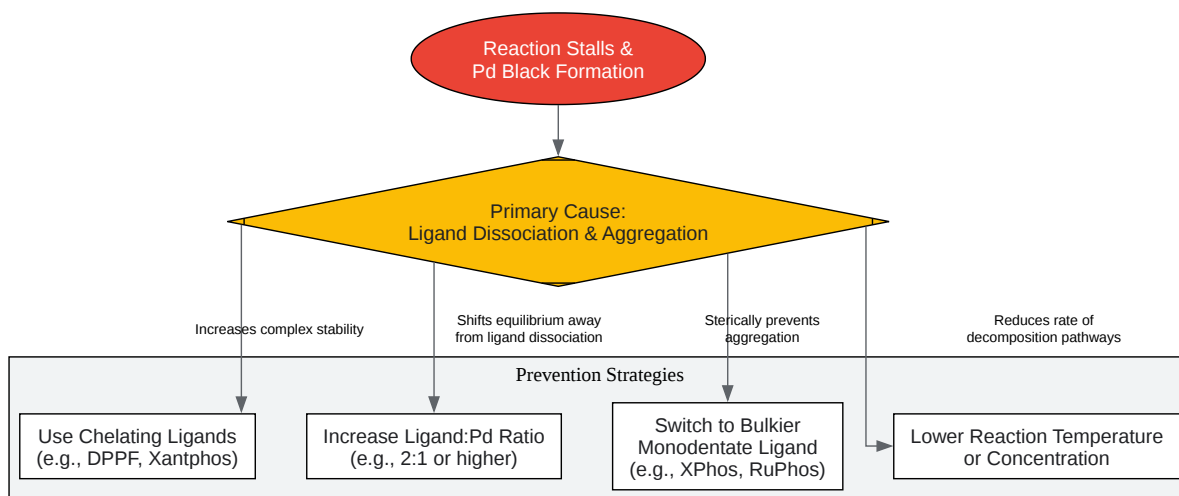 Reaction Stalls &
Pd Black Formation
Primary Cause:
Ligand Dissociation & Aggregation
Increases complex stability
Shifts equilibrium away
from ligand dissociation
Sterically prevents
aggregation
Reduces rate of
decomposition pathways
Prevention Strategies
Use Chelating Ligands
(e.g., DPPF, Xantphos)
Increase Ligand:Pd Ratio
(e.g., 2:1 or higher)
Switch to Bulkier
Monodentate Ligand
(e.g., XPhos, RuPhos)
Lower Reaction Temperature
or Concentration